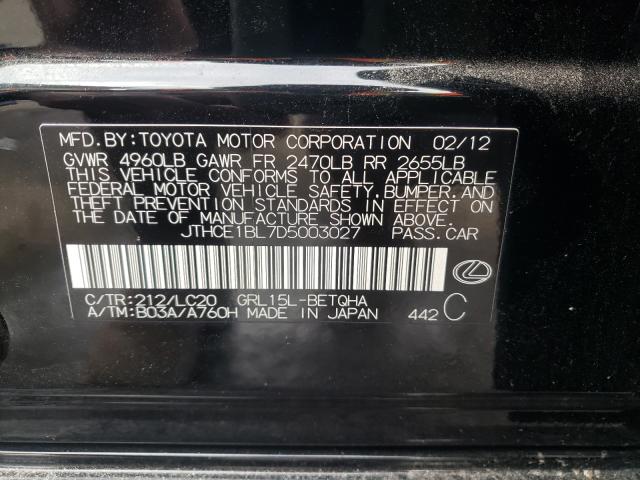 MFD.BY:TOYOTA MOTOR CORPORATION 02/12
GVWR 4960LB GAWR FR 2470LB RR 2655LB
THIS VEHICLE CONFORMS TO ALL APPLICABLE
FEDERAL MOTOR VEHICLE SAFETY,BUMPER,AND
THEFT PREVENTION STANDARDS IN EFFECT ON
THE DATE OF MANUFACTURE SHOWN ABOVE.
JTHCE1BL7D5003027 PASS.CAR
C/TR:212/LC20 GRL15L-BETQHA
A/TM:B03A/A760H MADE IN JAPAN 442 C